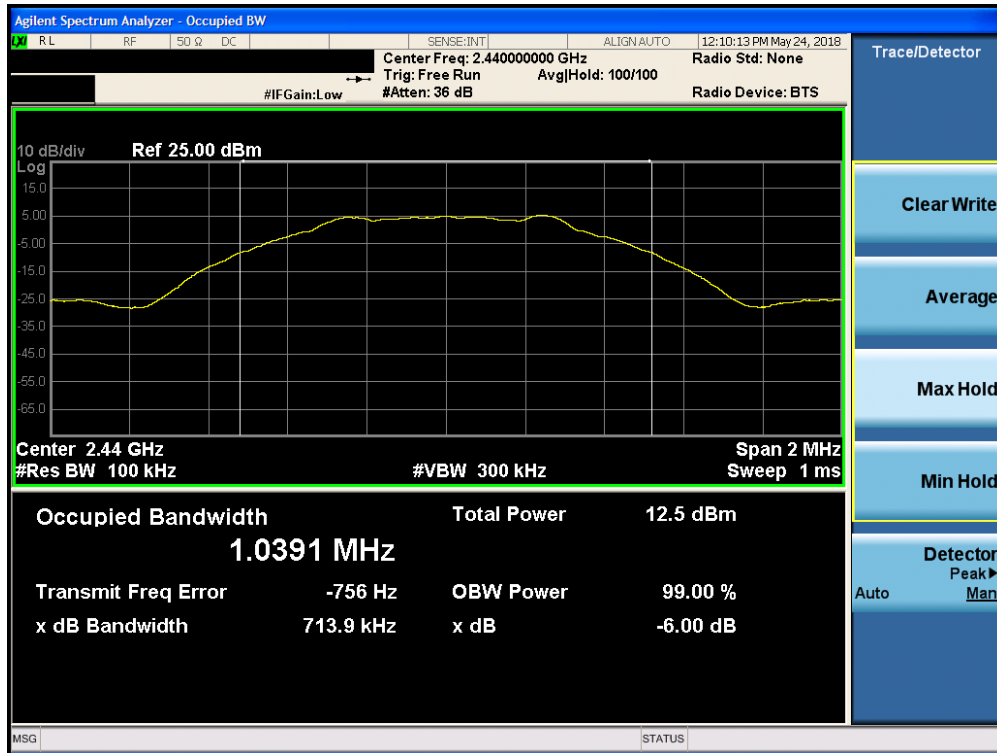 Agilent Spectrum Analyzer - Occupied BW
LXI RL RF 50 Ω DC SENSE:INT ALIGN AUTO 12:10:13 PM May 24, 2018
Center Freq: 2.440000000 GHz Radio Std: None
Trig: Free Run Avg|Hold: 100/100
#IFGain:Low #Atten: 36 dB Radio Device: BTS
Trace/Detector
10 dB/div Ref 25.00 dBm
Log
15.0
5.00
-5.00
-15.0
-25.0
-35.0
-45.0
-55.0
-65.0
Center 2.44 GHz Span 2 MHz
#Res BW 100 kHz #VBW 300 kHz Sweep 1 ms
Occupied Bandwidth Total Power 12.5 dBm
1.0391 MHz
Transmit Freq Error -756 Hz OBW Power 99.00 %
x dB Bandwidth 713.9 kHz x dB -6.00 dB
Clear Write
Average
Max Hold
Min Hold
Detector
Peak▶
Auto Man
MSG STATUS